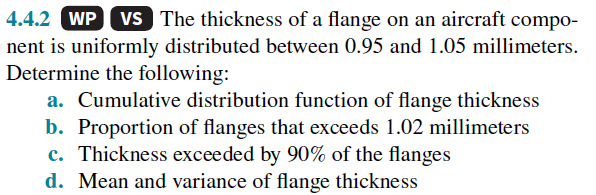 4.4.2 WP VS The thickness of a flange on an aircraft compo-
nent is uniformly distributed between 0.95 and 1.05 millimeters.
Determine the following:
a. Cumulative distribution function of flange thickness
b. Proportion of flanges that exceeds 1.02 millimeters
c. Thickness exceeded by 90% of the flanges
d. Mean and variance of flange thickness